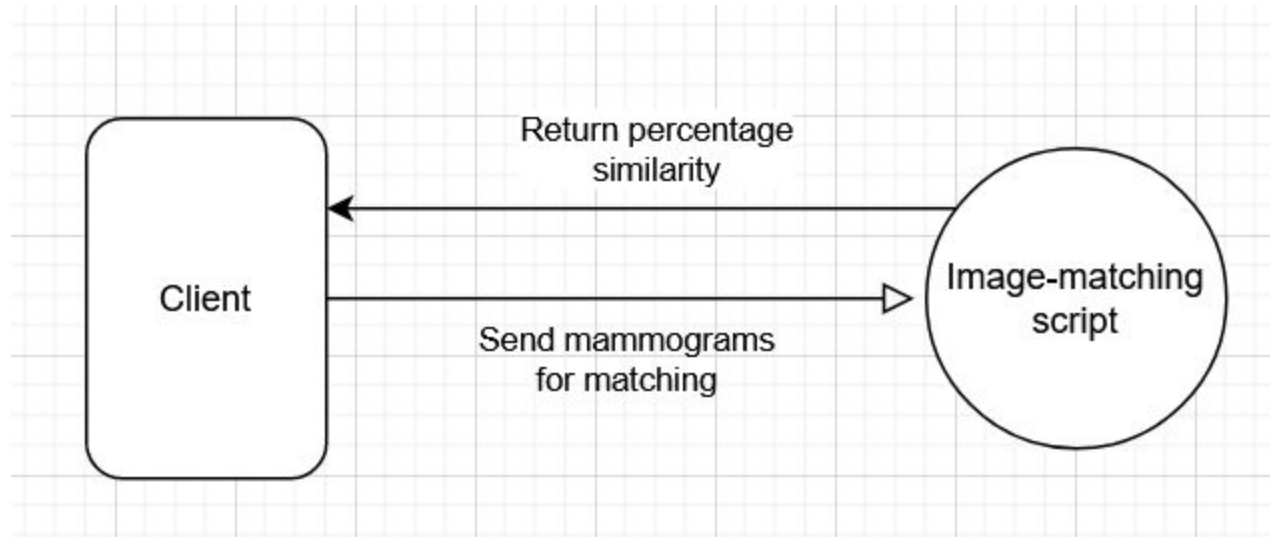 Return percentage
similarity
Client
Image-matching
script
Send mammograms
for matching